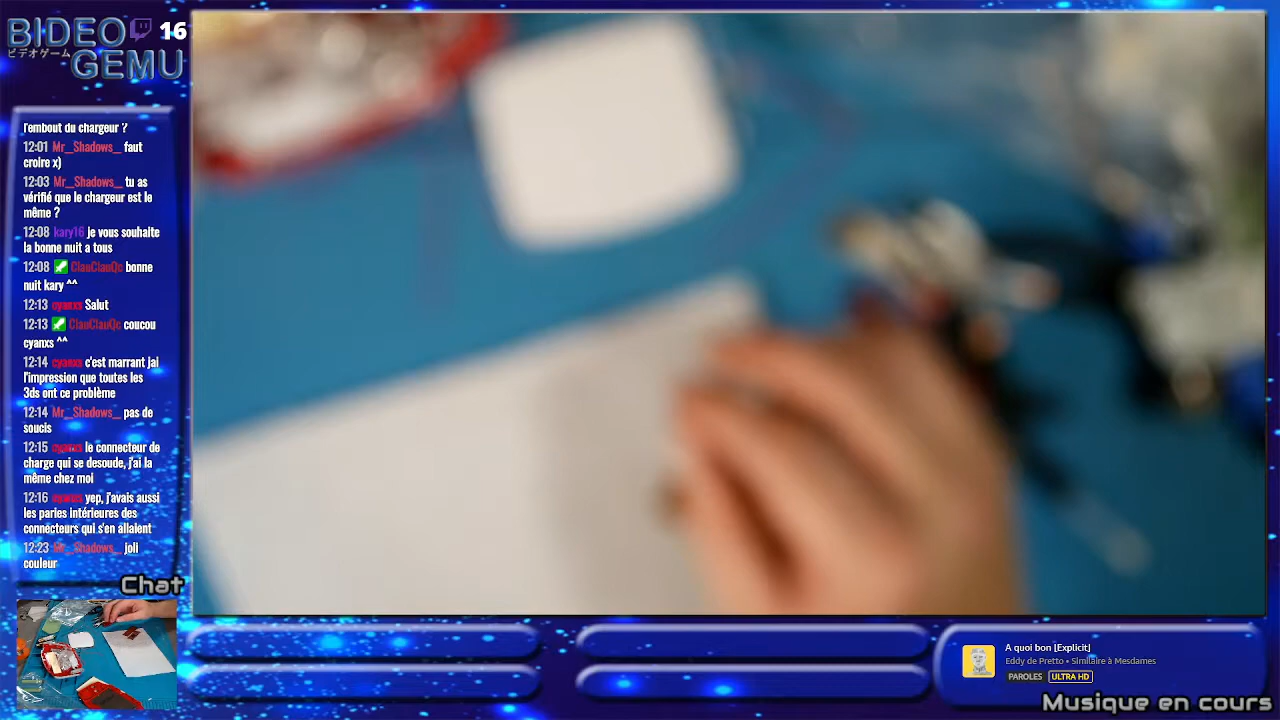 BIDEO
16
ビデオゲーム
GEMU
l'embout du chargeur ?
12:01 Mr__Shadows__ faut
croire x)
12:03 Mr__Shadows__ tu as
vérifié que le chargeur est le
même ?
12:08 kary16 je vous souhaite
la bonne nuit a tous
12:08 ClauClauQc bonne
nuit kary ^^
12:13 cyanxs Salut
12:13 ClauClauQc coucou
cyanxs ^^
12:14 cyanxs c'est marrant jai
l'impression que toutes les
3ds ont ce problème
12:14 Mr__Shadows__ pas de
soucis
12:15 cyanxs le connecteur de
charge qui se desoude, j'ai la
même chez moi
12:16 cyanxs yep, j'avais aussi
les paries intérieures des
connecteurs qui s'en allaient
12:23 Mr__Shadows__ joli
couleur
Chat
A quoi bon [Explicit]
Eddy de Pretto • Similaire à Mesdames
PAROLES ULTRA HD
Musique en cours